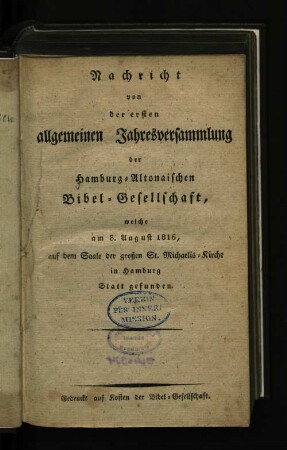 Nachricht
von
der ersten
allgemeinen Jahresversammlung
der
Hamburg-Altonaischen
Bibel-Gesellschaft,
welche
am 8. August 1816,
auf dem Saale der großen St. Michaelis-Kirche
in Hamburg
Statt gefunden.
VEREIN
FÜR INNERE
MISSION.
Gedruckt auf Kosten der Bibel-Gesellschaft.